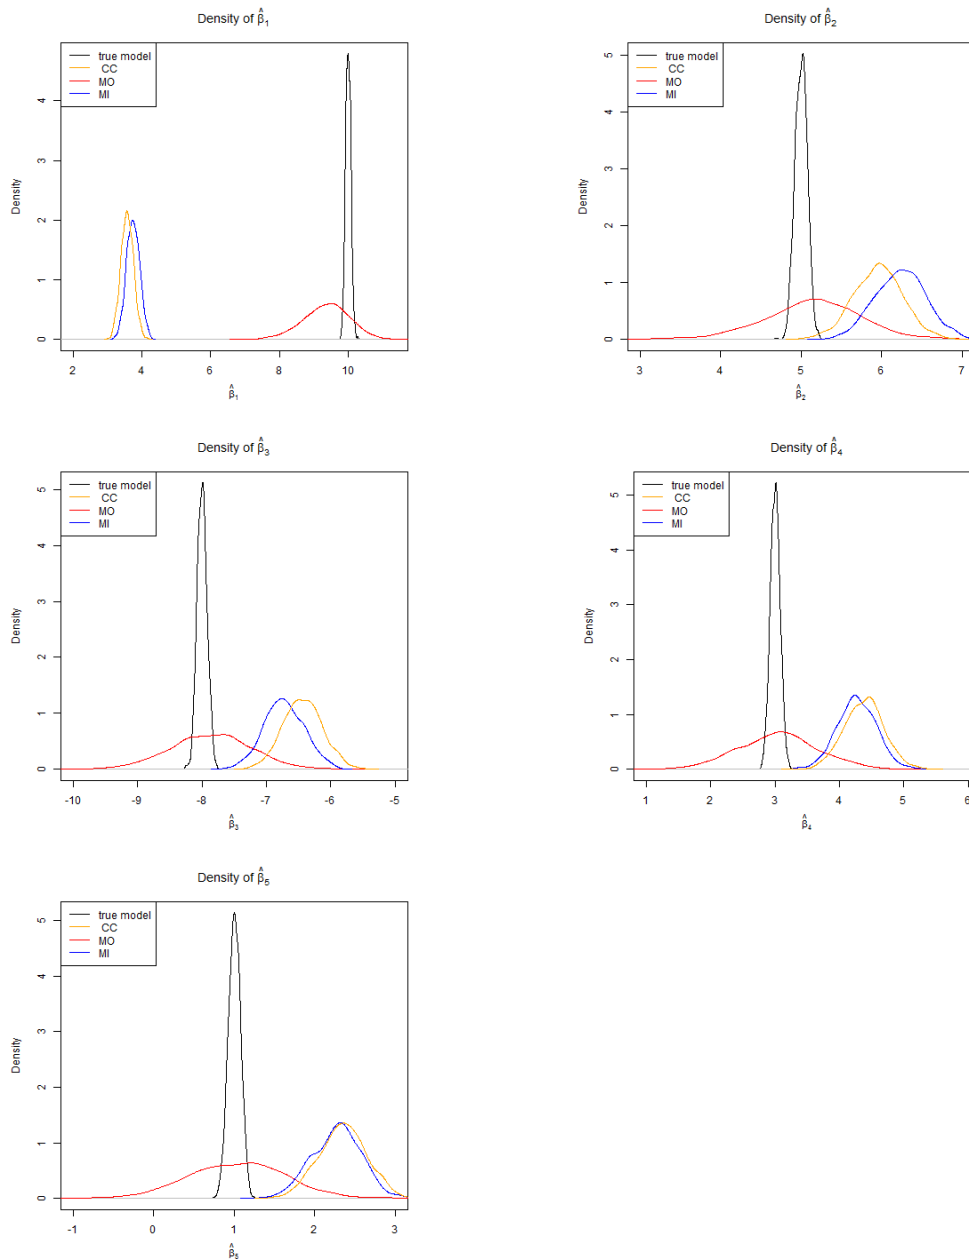 Density of β̂₁
true model
CC
MO
MI
Density
0
1
2
3
4
2 4 6 8 10
β̂₁
Density of β̂₂
true model
CC
MO
MI
Density
0
1
2
3
4
5
3 4 5 6 7
β̂₂
Density of β̂₃
true model
CC
MO
MI
Density
0
1
2
3
4
5
-10 -9 -8 -7 -6 -5
β̂₃
Density of β̂₄
true model
CC
MO
MI
Density
0
1
2
3
4
5
1 2 3 4 5 6
β̂₄
Density of β̂₅
true model
CC
MO
MI
Density
0
1
2
3
4
5
-1 0 1 2 3
β̂₅